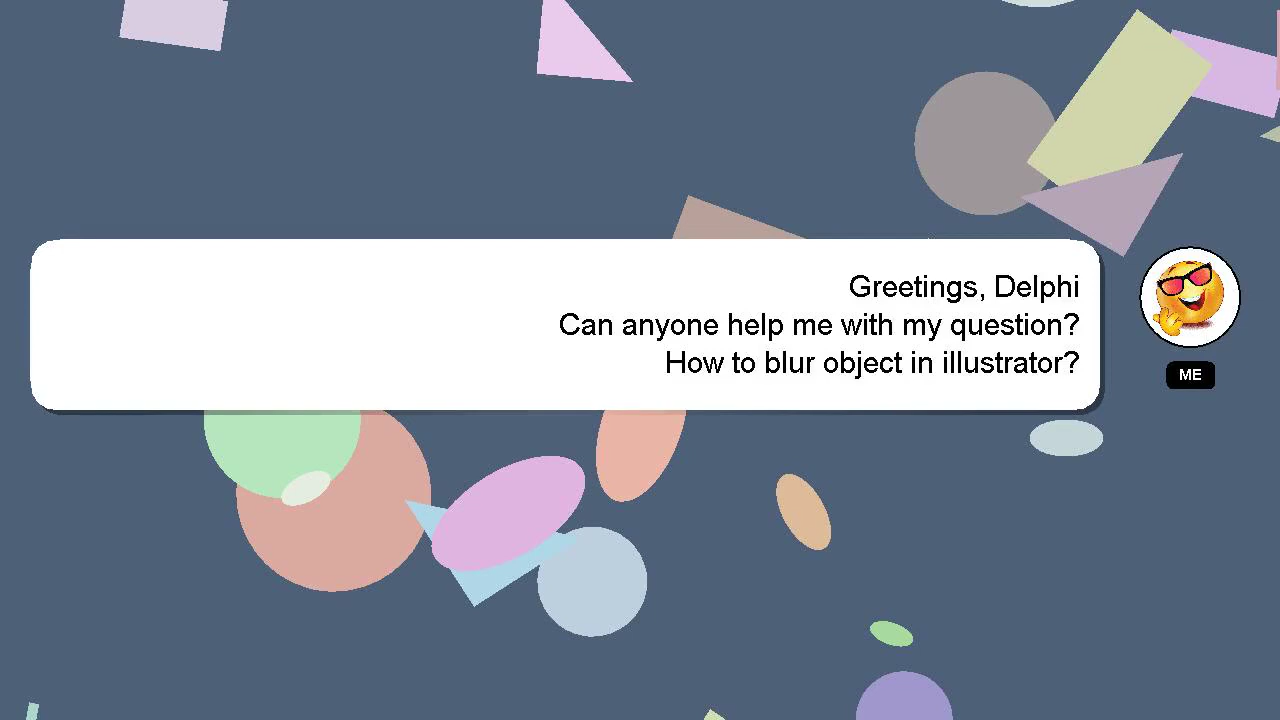 Greetings, Delphi
Can anyone help me with my question?
How to blur object in illustrator?
ME